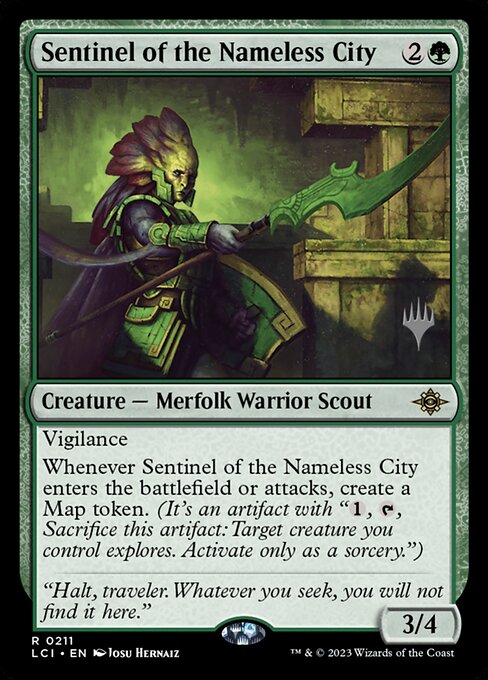 Sentinel of the Nameless City 2
Creature — Merfolk Warrior Scout
Vigilance
Whenever Sentinel of the Nameless City
enters the battlefield or attacks, create a
Map token. (It's an artifact with “1, ,
Sacrifice this artifact: Target creature you
control explores. Activate only as a sorcery.”)
“Halt, traveler. Whatever you seek, you will not
find it here.”
3/4
R 0211
LCI • EN Josu Hernaiz
™ & © 2023 Wizards of the Coast